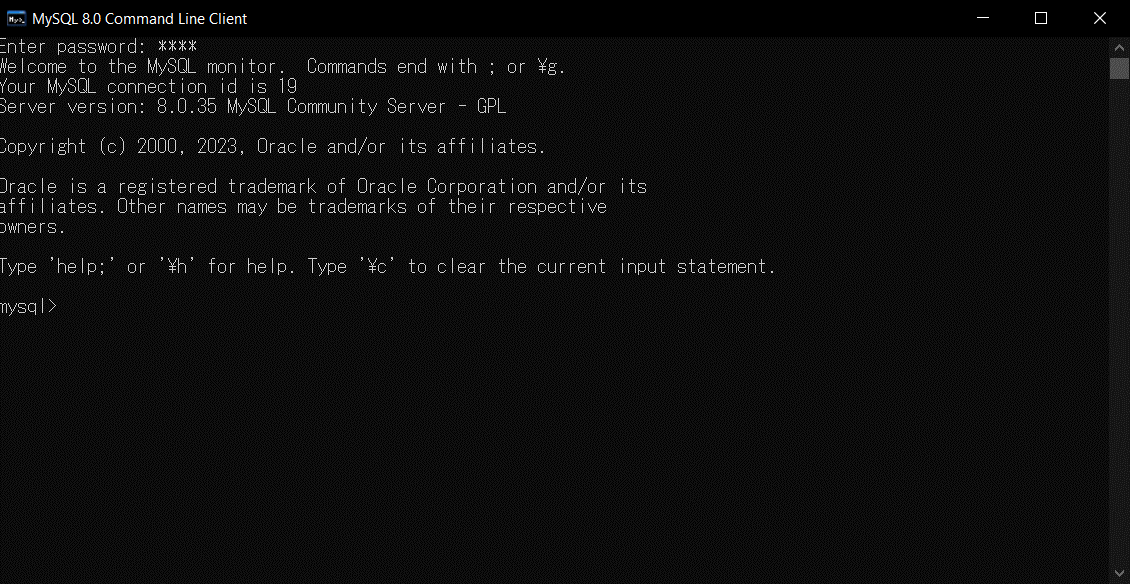 MySQL 8.0 Command Line Client
Enter password: ****
Welcome to the MySQL monitor.  Commands end with ; or ¥g.
Your MySQL connection id is 19
Server version: 8.0.35 MySQL Community Server - GPL
Copyright (c) 2000, 2023, Oracle and/or its affiliates.
Oracle is a registered trademark of Oracle Corporation and/or its
affiliates. Other names may be trademarks of their respective
owners.
Type 'help;' or '¥h' for help. Type '¥c' to clear the current input statement.
mysql>